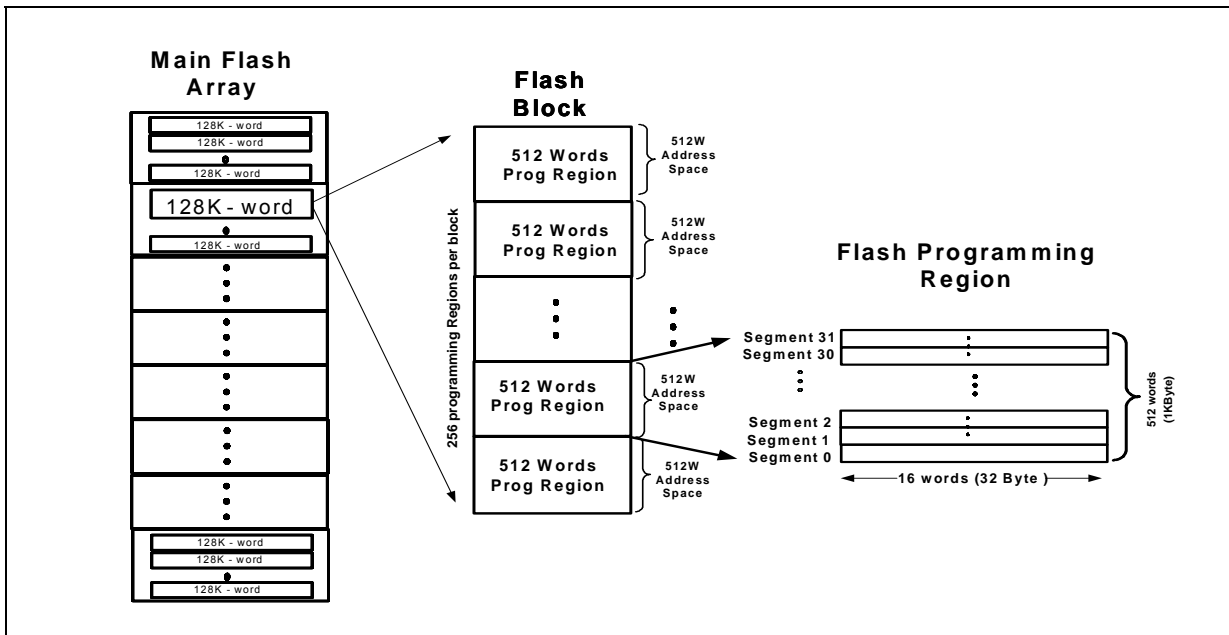 Main Flash
Array
128K - word
128K - word
128K - word
128K - word
128K - word
128K - word
128K - word
128K - word
Flash
Block
256 programming Regions per block
512 Words
Prog Region
512W
Address
Space
512 Words
Prog Region
512W
Address
Space
512 Words
Prog Region
512W
Address
Space
512 Words
Prog Region
512W
Address
Space
Flash Programming
Region
Segment 31
Segment 30
Segment 2
Segment 1
Segment 0
16 words (32 Byte )
512 words
(1KByte)